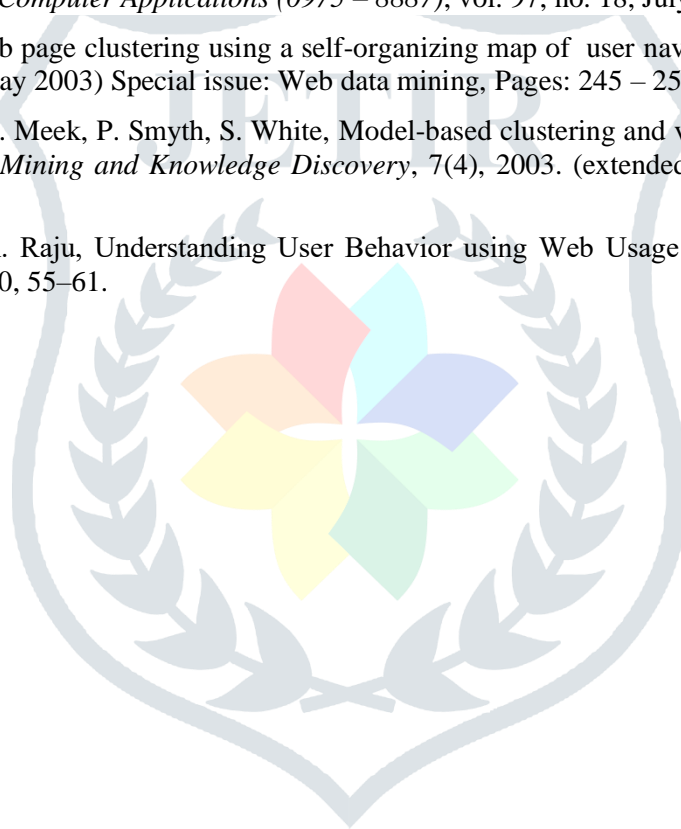 Computer Applications (0975 – 8887), vol. 97, no. 18, July
b page clustering using a self-organizing map of user nav
ay 2003) Special issue: Web data mining, Pages: 245 – 25
JETIR
. Meek, P. Smyth, S. White, Model-based clustering and v
Mining and Knowledge Discovery, 7(4), 2003. (extended
. Raju, Understanding User Behavior using Web Usage
0, 55–61.